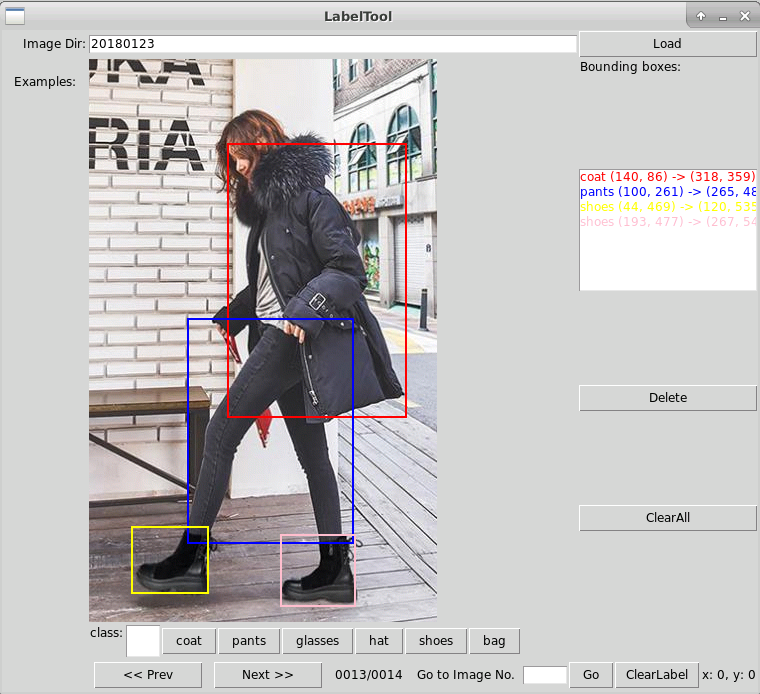 LabelTool
Image Dir: 20180123 Load
Examples:
Bounding boxes:
KA
RIA
coat (140, 86) -> (318, 359)
pants (100, 261) -> (265, 48
shoes (44, 469) -> (120, 535
shoes (193, 477) -> (267, 54
Delete
ClearAll
class: coat pants glasses hat shoes bag
<< Prev Next >> 0013/0014 Go to Image No. Go ClearLabel x: 0, y: 0